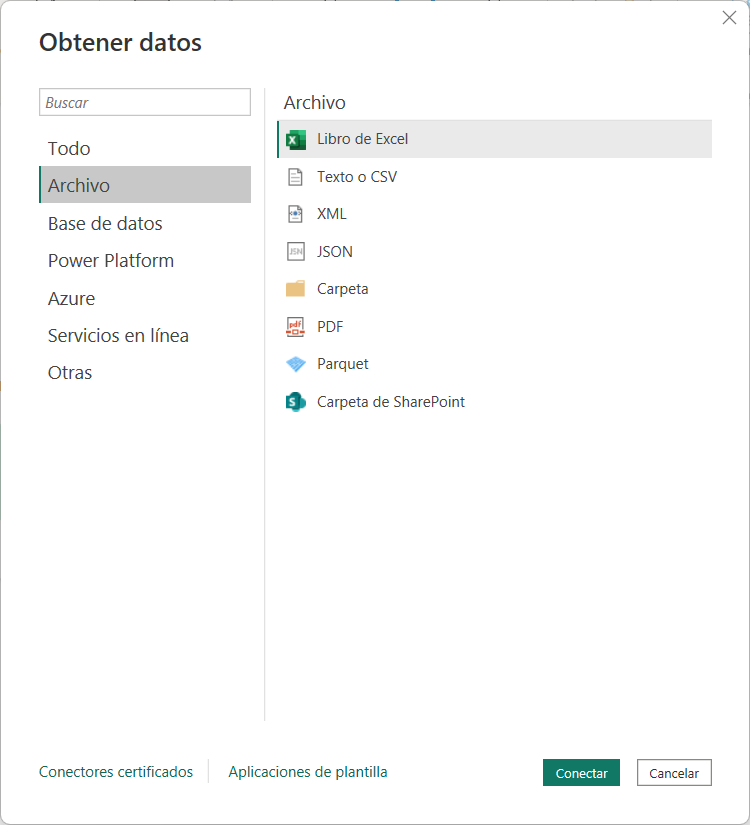 Obtener datos
Buscar
Todo
Archivo
Base de datos
Power Platform
Azure
Servicios en línea
Otras
Archivo
Libro de Excel
Texto o CSV
XML
JSON
Carpeta
PDF
Parquet
Carpeta de SharePoint
Conectores certificados
Aplicaciones de plantilla
Conectar
Cancelar